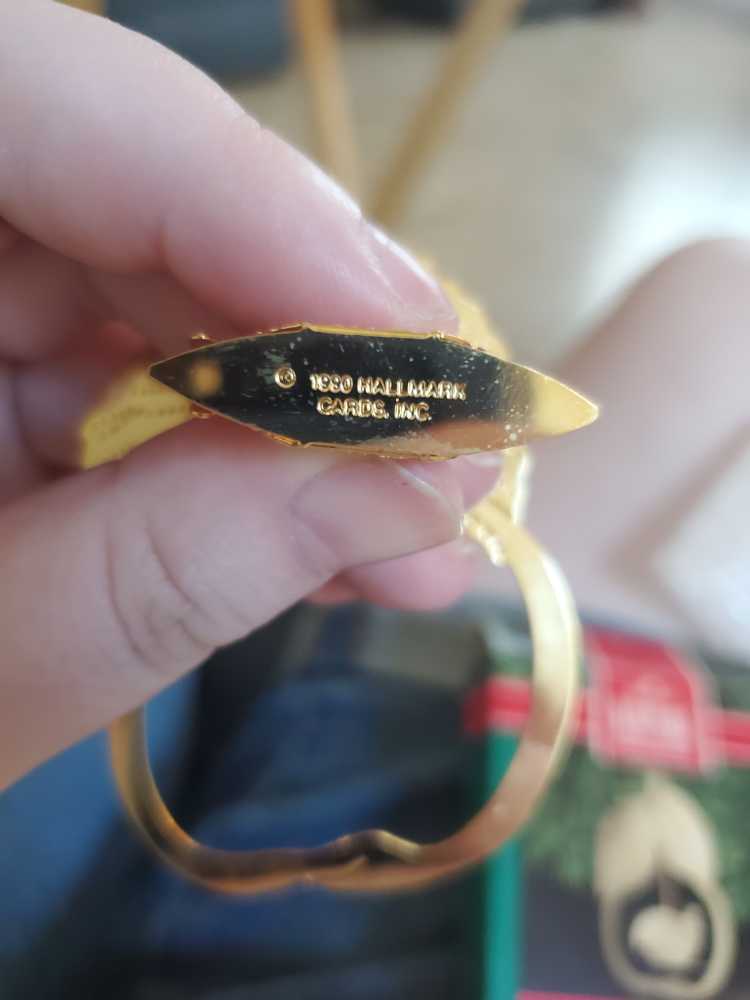 © 1990 HALLMARK
CARDS, INC.